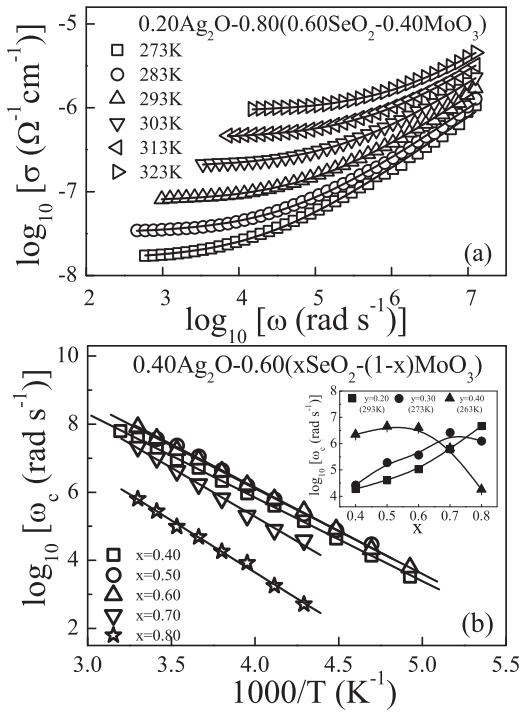 0.20Ag₂O-0.80(0.60SeO₂-0.40MoO₃)
-5
-6
-7
-8
log₁₀ [σ (Ω⁻¹ cm⁻¹)
273K
283K
293K
303K
313K
323K
(a)
2 3 4 5 6 7
log₁₀ [ω (rad s⁻¹)]
0.40Ag₂O-0.60(xSeO₂-(1-x)MoO₃)
10
8
6
4
2
log₁₀ [ω_c (rad s⁻¹)]
y=0.20 y=0.30 y=0.40
(293K) (273K) (263K)
8
7
6
5
4
log₁₀ [ω_c (rad s⁻¹)]
0.4 0.5 0.6 0.7 0.8
x
x=0.40
x=0.50
x=0.60
x=0.70
x=0.80
(b)
3.0 3.5 4.0 4.5 5.0
1000/T (K⁻¹)